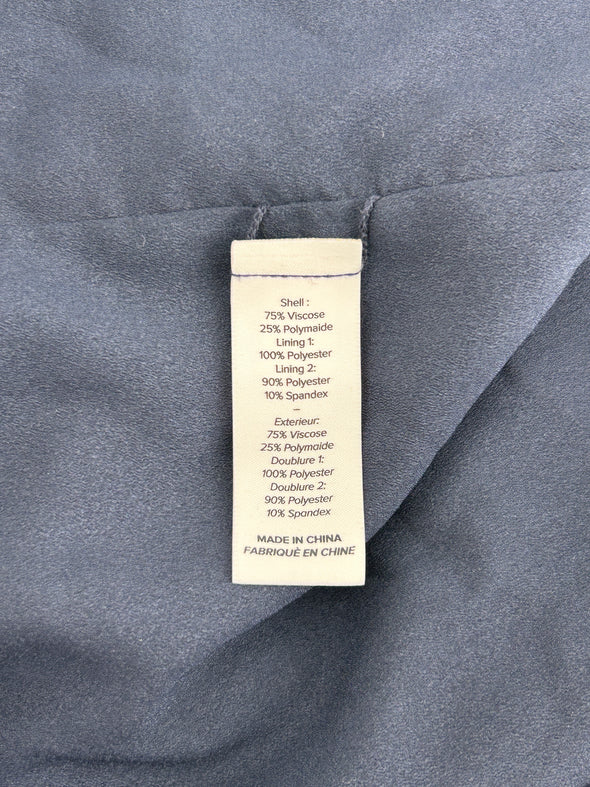 Shell :
75% Viscose
25% Polymaide
Lining 1:
100% Polyester
Lining 2:
90% Polyester
10% Spandex
–
Exterieur:
75% Viscose
25% Polymaide
Doublure 1:
100% Polyester
Doublure 2:
90% Polyester
10% Spandex
MADE IN CHINA
FABRIQUÈ EN CHINE